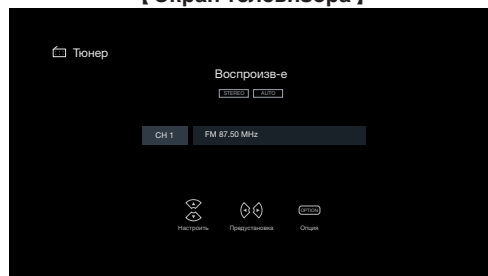 【 Экран телевизора 】
Тюнер
Воспроизв-е
STEREO AUTO
CH 1 FM 87.50 MHz
OPTION
Настроить Предустановка Опция